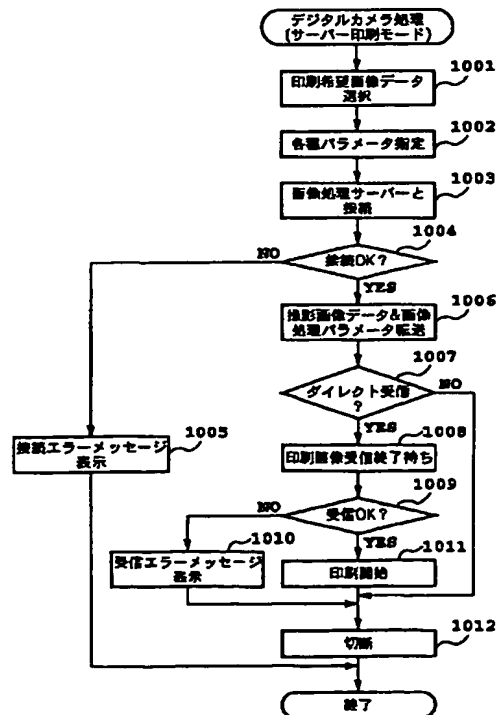 デジタルカメラ処理
(サーバー印刷モード)
1001
印刷希望画像データ
選択
1002
各種パラメータ指定
1003
画像処理サーバーと
接続
1004
接続OK?
NO
YES
1006
撮影画像データ&画像
処理パラメータ転送
1007
ダイレクト受信
?
NO
YES
1005
接続エラーメッセージ
表示
1008
印刷画像受信終了待ち
1009
受信OK?
NO
YES
1010
受信エラーメッセージ
表示
1011
印刷開始
1012
切断
終了